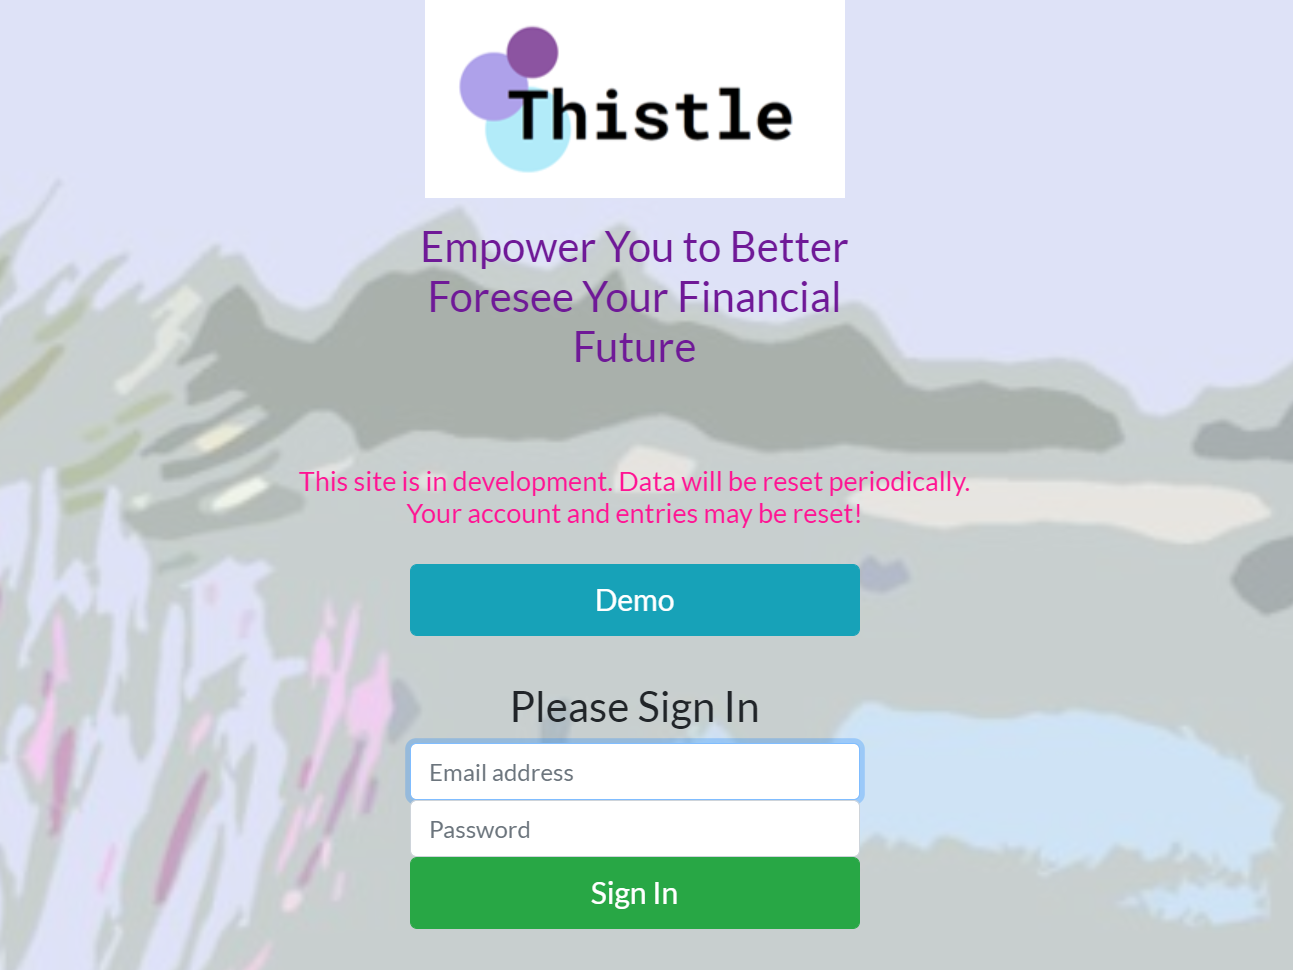 Thistle
Empower You to Better
Foresee Your Financial
Future
This site is in development. Data will be reset periodically.
Your account and entries may be reset!
Demo
Please Sign In
Email address
Password
Sign In